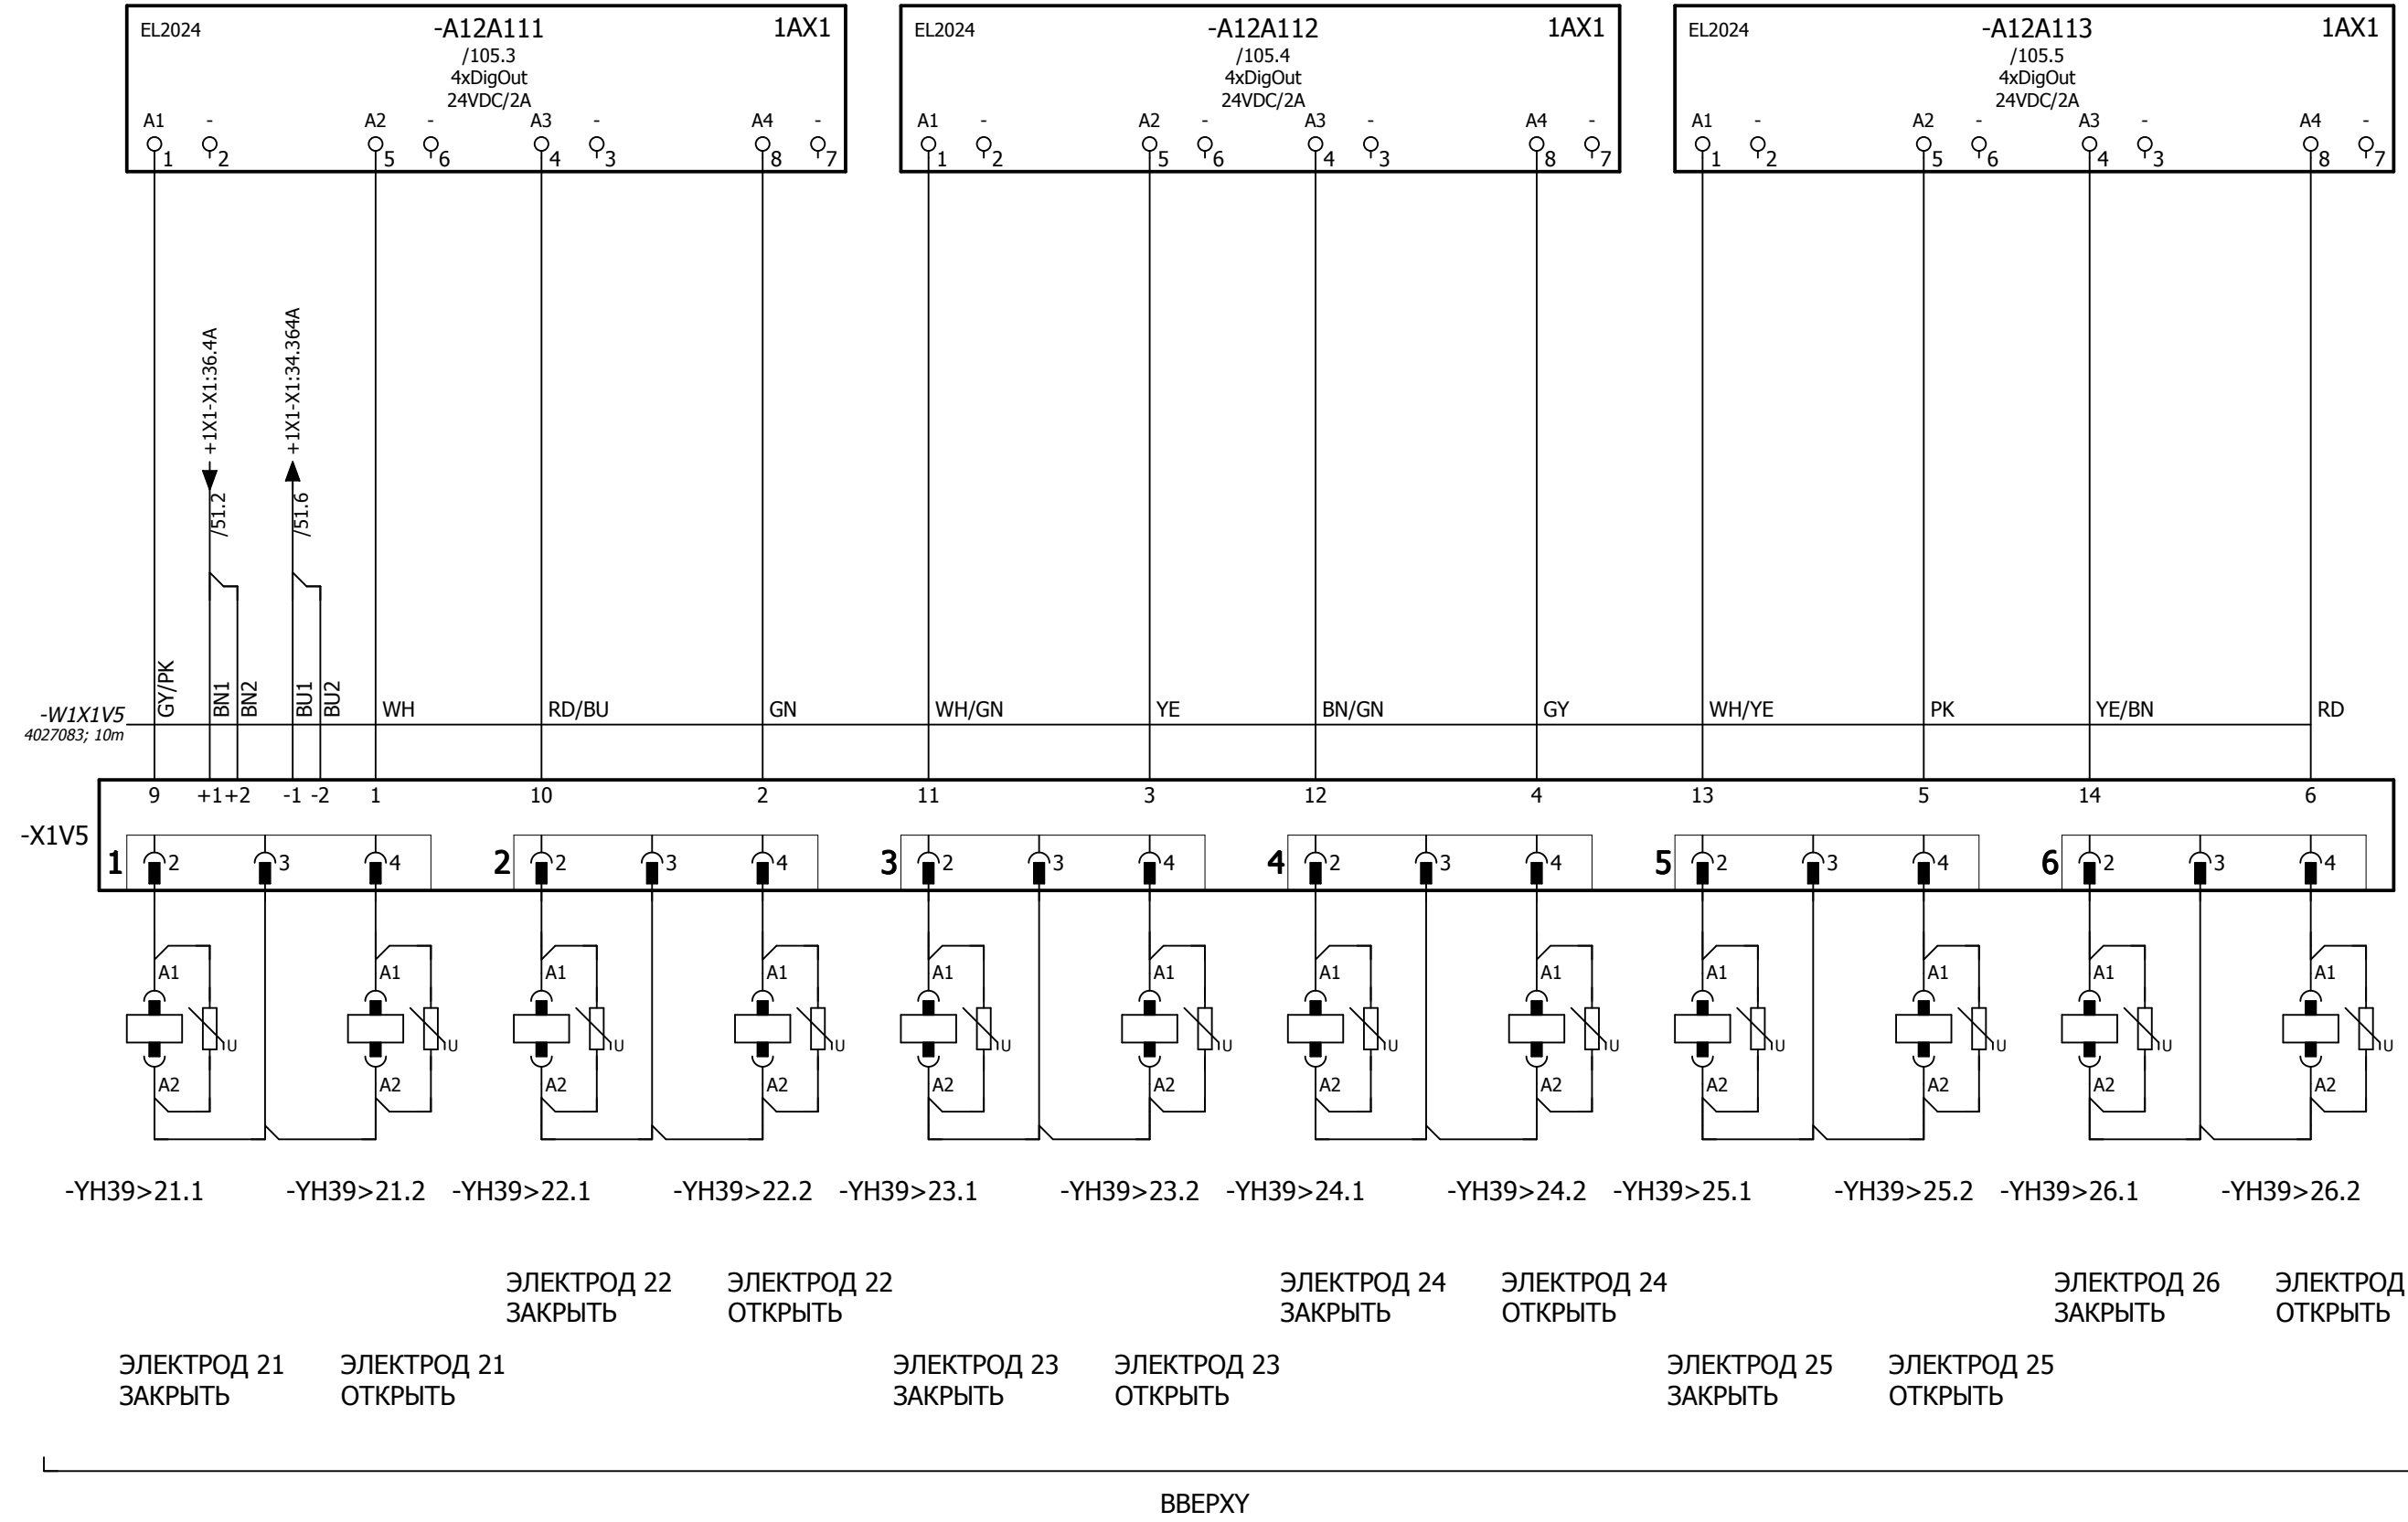 EL2024 -A12A111 1AX1 EL2024 -A12A112 1AX1 EL2024 -A12A113 1AX1
/105.3 /105.4 /105.5
4xDigOut 4xDigOut 4xDigOut
24VDC/2A 24VDC/2A 24VDC/2A
A1 - A2 - A3 - A4 - A1 - A2 - A3 - A4 - A1 - A2 - A3 - A4 -
1 2 5 6 4 3 8 7 1 2 5 6 4 3 8 7 1 2 5 6 4 3 8 7
+1X1-X1:36.4A
+1X1-X1:34.364A
/51.2
/51.6
GY/PK BN1 BN2 BU1 BU2 WH RD/BU GN WH/GN YE BN/GN GY WH/YE PK YE/BN RD
-W1X1V5
4027083; 10m
9 +1 +2 -1 -2 1 10 2 11 3 12 4 13 5 14 6
-X1V5
1 2 3 4 2 2 3 4 3 2 3 4 4 2 3 4 5 2 3 4 6 2 3 4
A1 A1 A1 A1 A1 A1 A1 A1 A1 A1 A1 A1
U U U U U U U U U U U U
A2 A2 A2 A2 A2 A2 A2 A2 A2 A2 A2 A2
-YH39>21.1 -YH39>21.2 -YH39>22.1 -YH39>22.2 -YH39>23.1 -YH39>23.2 -YH39>24.1 -YH39>24.2 -YH39>25.1 -YH39>25.2 -YH39>26.1 -YH39>26.2
ЭЛЕКТРОД 22 ЭЛЕКТРОД 22 ЭЛЕКТРОД 24 ЭЛЕКТРОД 24 ЭЛЕКТРОД 26 ЭЛЕКТРОД
ЗАКРЫТЬ ОТКРЫТЬ ЗАКРЫТЬ ОТКРЫТЬ ЗАКРЫТЬ ОТКРЫТЬ
ЭЛЕКТРОД 21 ЭЛЕКТРОД 21 ЭЛЕКТРОД 23 ЭЛЕКТРОД 23 ЭЛЕКТРОД 25 ЭЛЕКТРОД 25
ЗАКРЫТЬ ОТКРЫТЬ ЗАКРЫТЬ ОТКРЫТЬ ЗАКРЫТЬ ОТКРЫТЬ
ВВЕРХУ